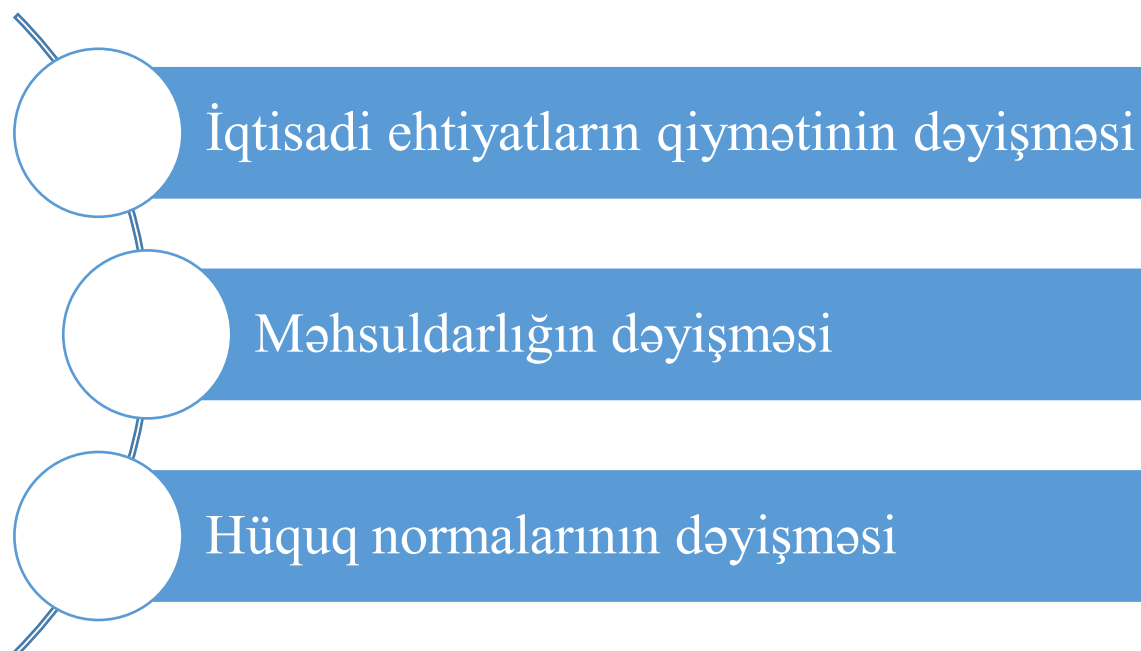 İqtisadi ehtiyatların qiymətinin dəyişməsi
Məhsuldarlığın dəyişməsi
Hüquq normalarının dəyişməsi